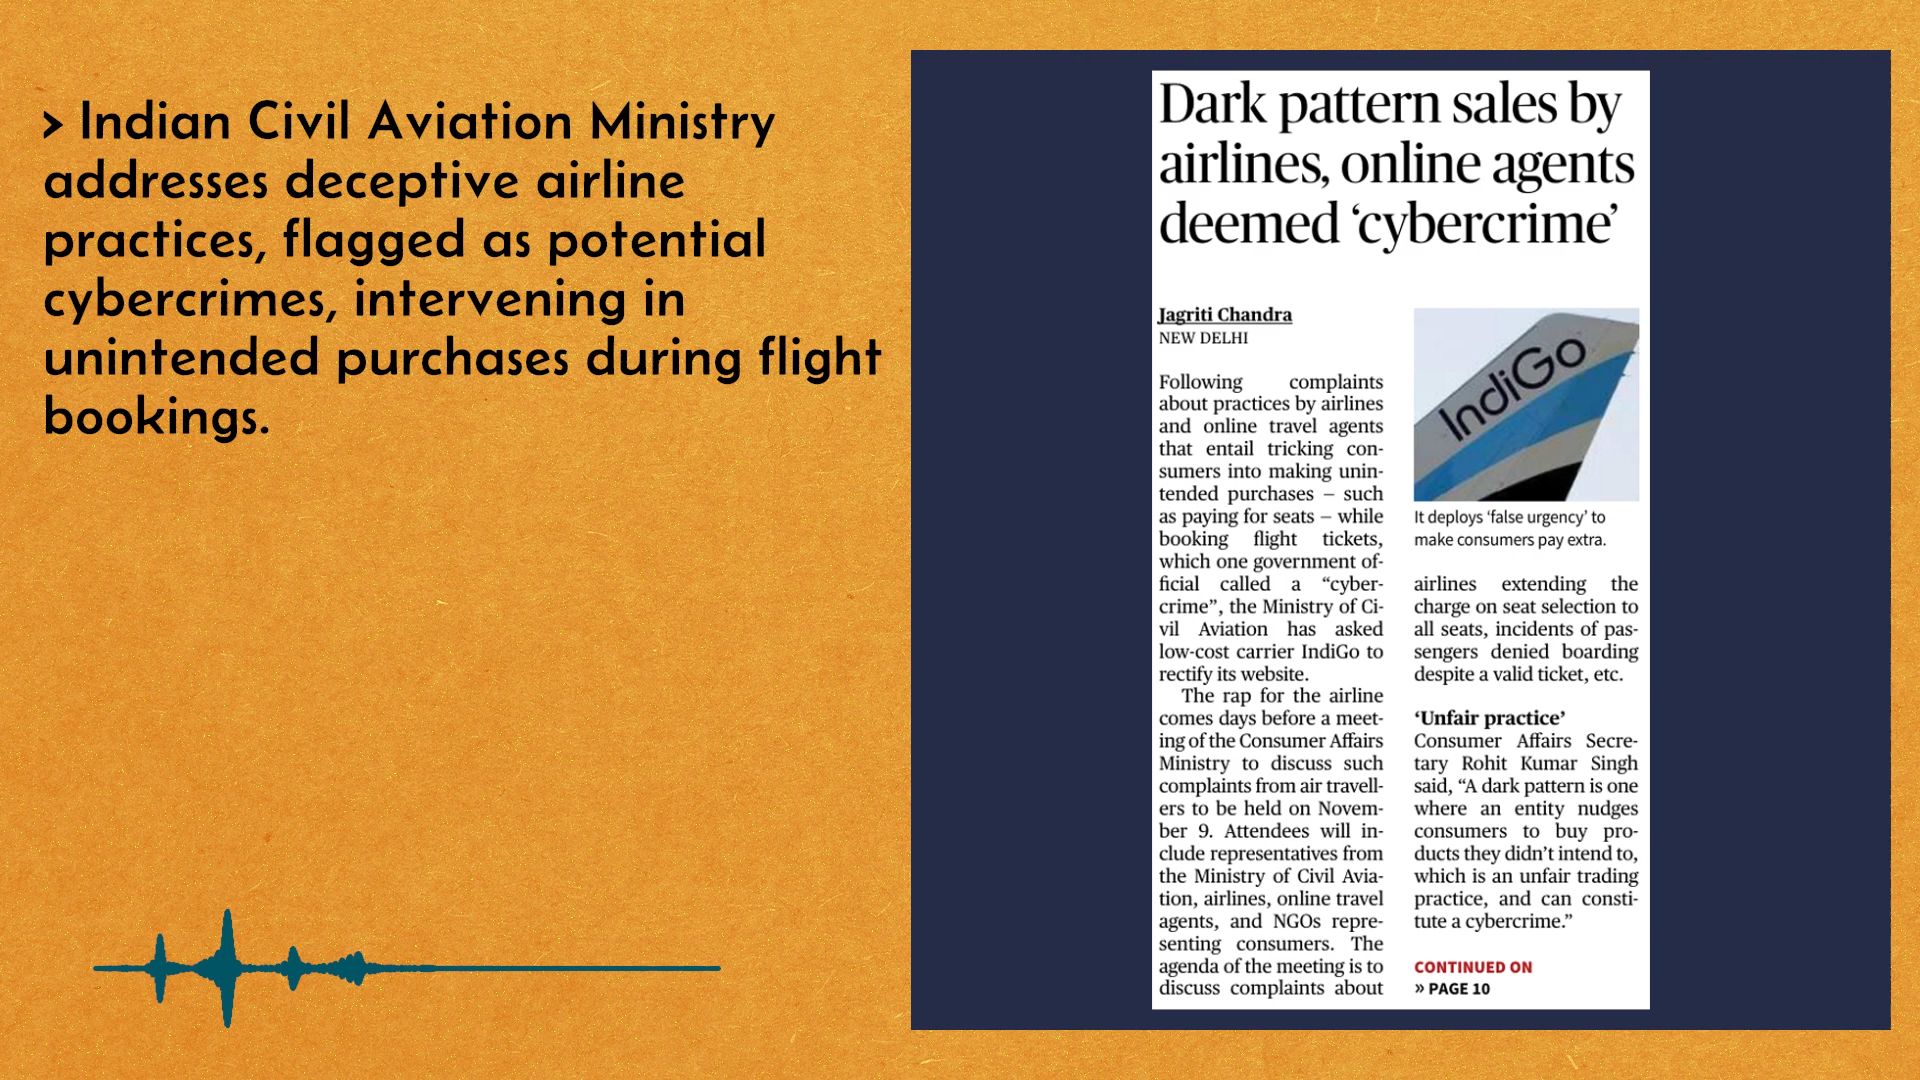 > Indian Civil Aviation Ministry
addresses deceptive airline
practices, flagged as potential
cybercrimes, intervening in
unintended purchases during flight
bookings.
Dark pattern sales by
airlines, online agents
deemed ‘cybercrime’
Jagriti Chandra
NEW DELHI
Following complaints
about practices by airlines
and online travel agents
that entail tricking con-
sumers into making unin-
tended purchases – such
as paying for seats – while
booking flight tickets,
which one government of-
ficial called a “cyber-
crime”, the Ministry of Ci-
vil Aviation has asked
low-cost carrier IndiGo to
rectify its website.
The rap for the airline
comes days before a meet-
ing of the Consumer Affairs
Ministry to discuss such
complaints from air travell-
ers to be held on Novem-
ber 9. Attendees will in-
clude representatives from
the Ministry of Civil Avia-
tion, airlines, online travel
agents, and NGOs repre-
senting consumers. The
agenda of the meeting is to
discuss complaints about
IndiGo
It deploys ‘false urgency’ to
make consumers pay extra.
airlines extending the
charge on seat selection to
all seats, incidents of pas-
sengers denied boarding
despite a valid ticket, etc.
‘Unfair practice’
Consumer Affairs Secre-
tary Rohit Kumar Singh
said, “A dark pattern is one
where an entity nudges
consumers to buy pro-
ducts they didn’t intend to,
which is an unfair trading
practice, and can consti-
tute a cybercrime.”
CONTINUED ON
» PAGE 10